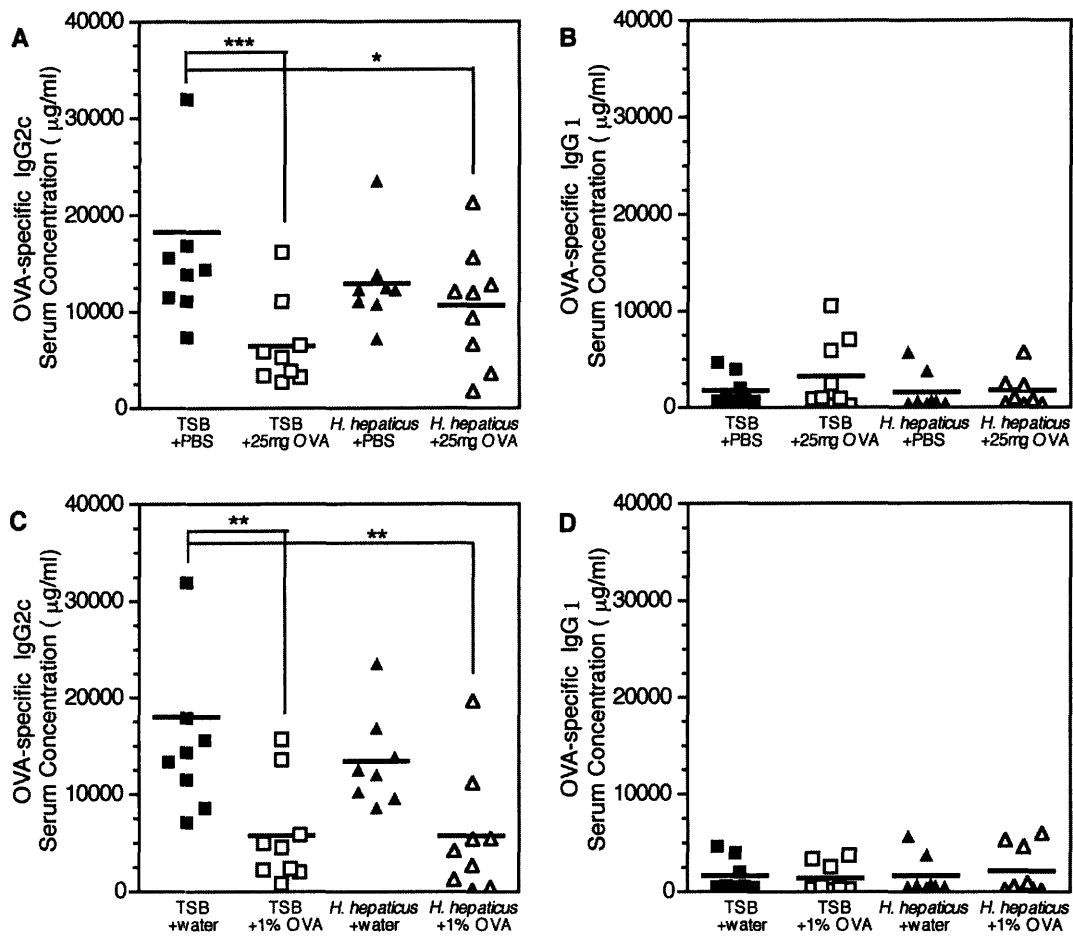 A
OVA-specific IgG2c
Serum Concentration ( µg/ml)
40000
30000
20000
10000
0
***
*
TSB
+PBS
TSB
+25mg OVA
H. hepaticus
+PBS
H. hepaticus
+25mg OVA
B
OVA-specific IgG1
Serum Concentration ( µg/ml)
40000
30000
20000
10000
0
TSB
+PBS
TSB
+25mg OVA
H. hepaticus
+PBS
H. hepaticus
+25mg OVA
C
OVA-specific IgG2c
Serum Concentration ( µg/ml)
40000
30000
20000
10000
0
**
**
TSB
+water
TSB
+1% OVA
H. hepaticus
+water
H. hepaticus
+1% OVA
D
OVA-specific IgG1
Serum Concentration ( µg/ml)
40000
30000
20000
10000
0
TSB
+water
TSB
+1% OVA
H. hepaticus
+water
H. hepaticus
+1% OVA